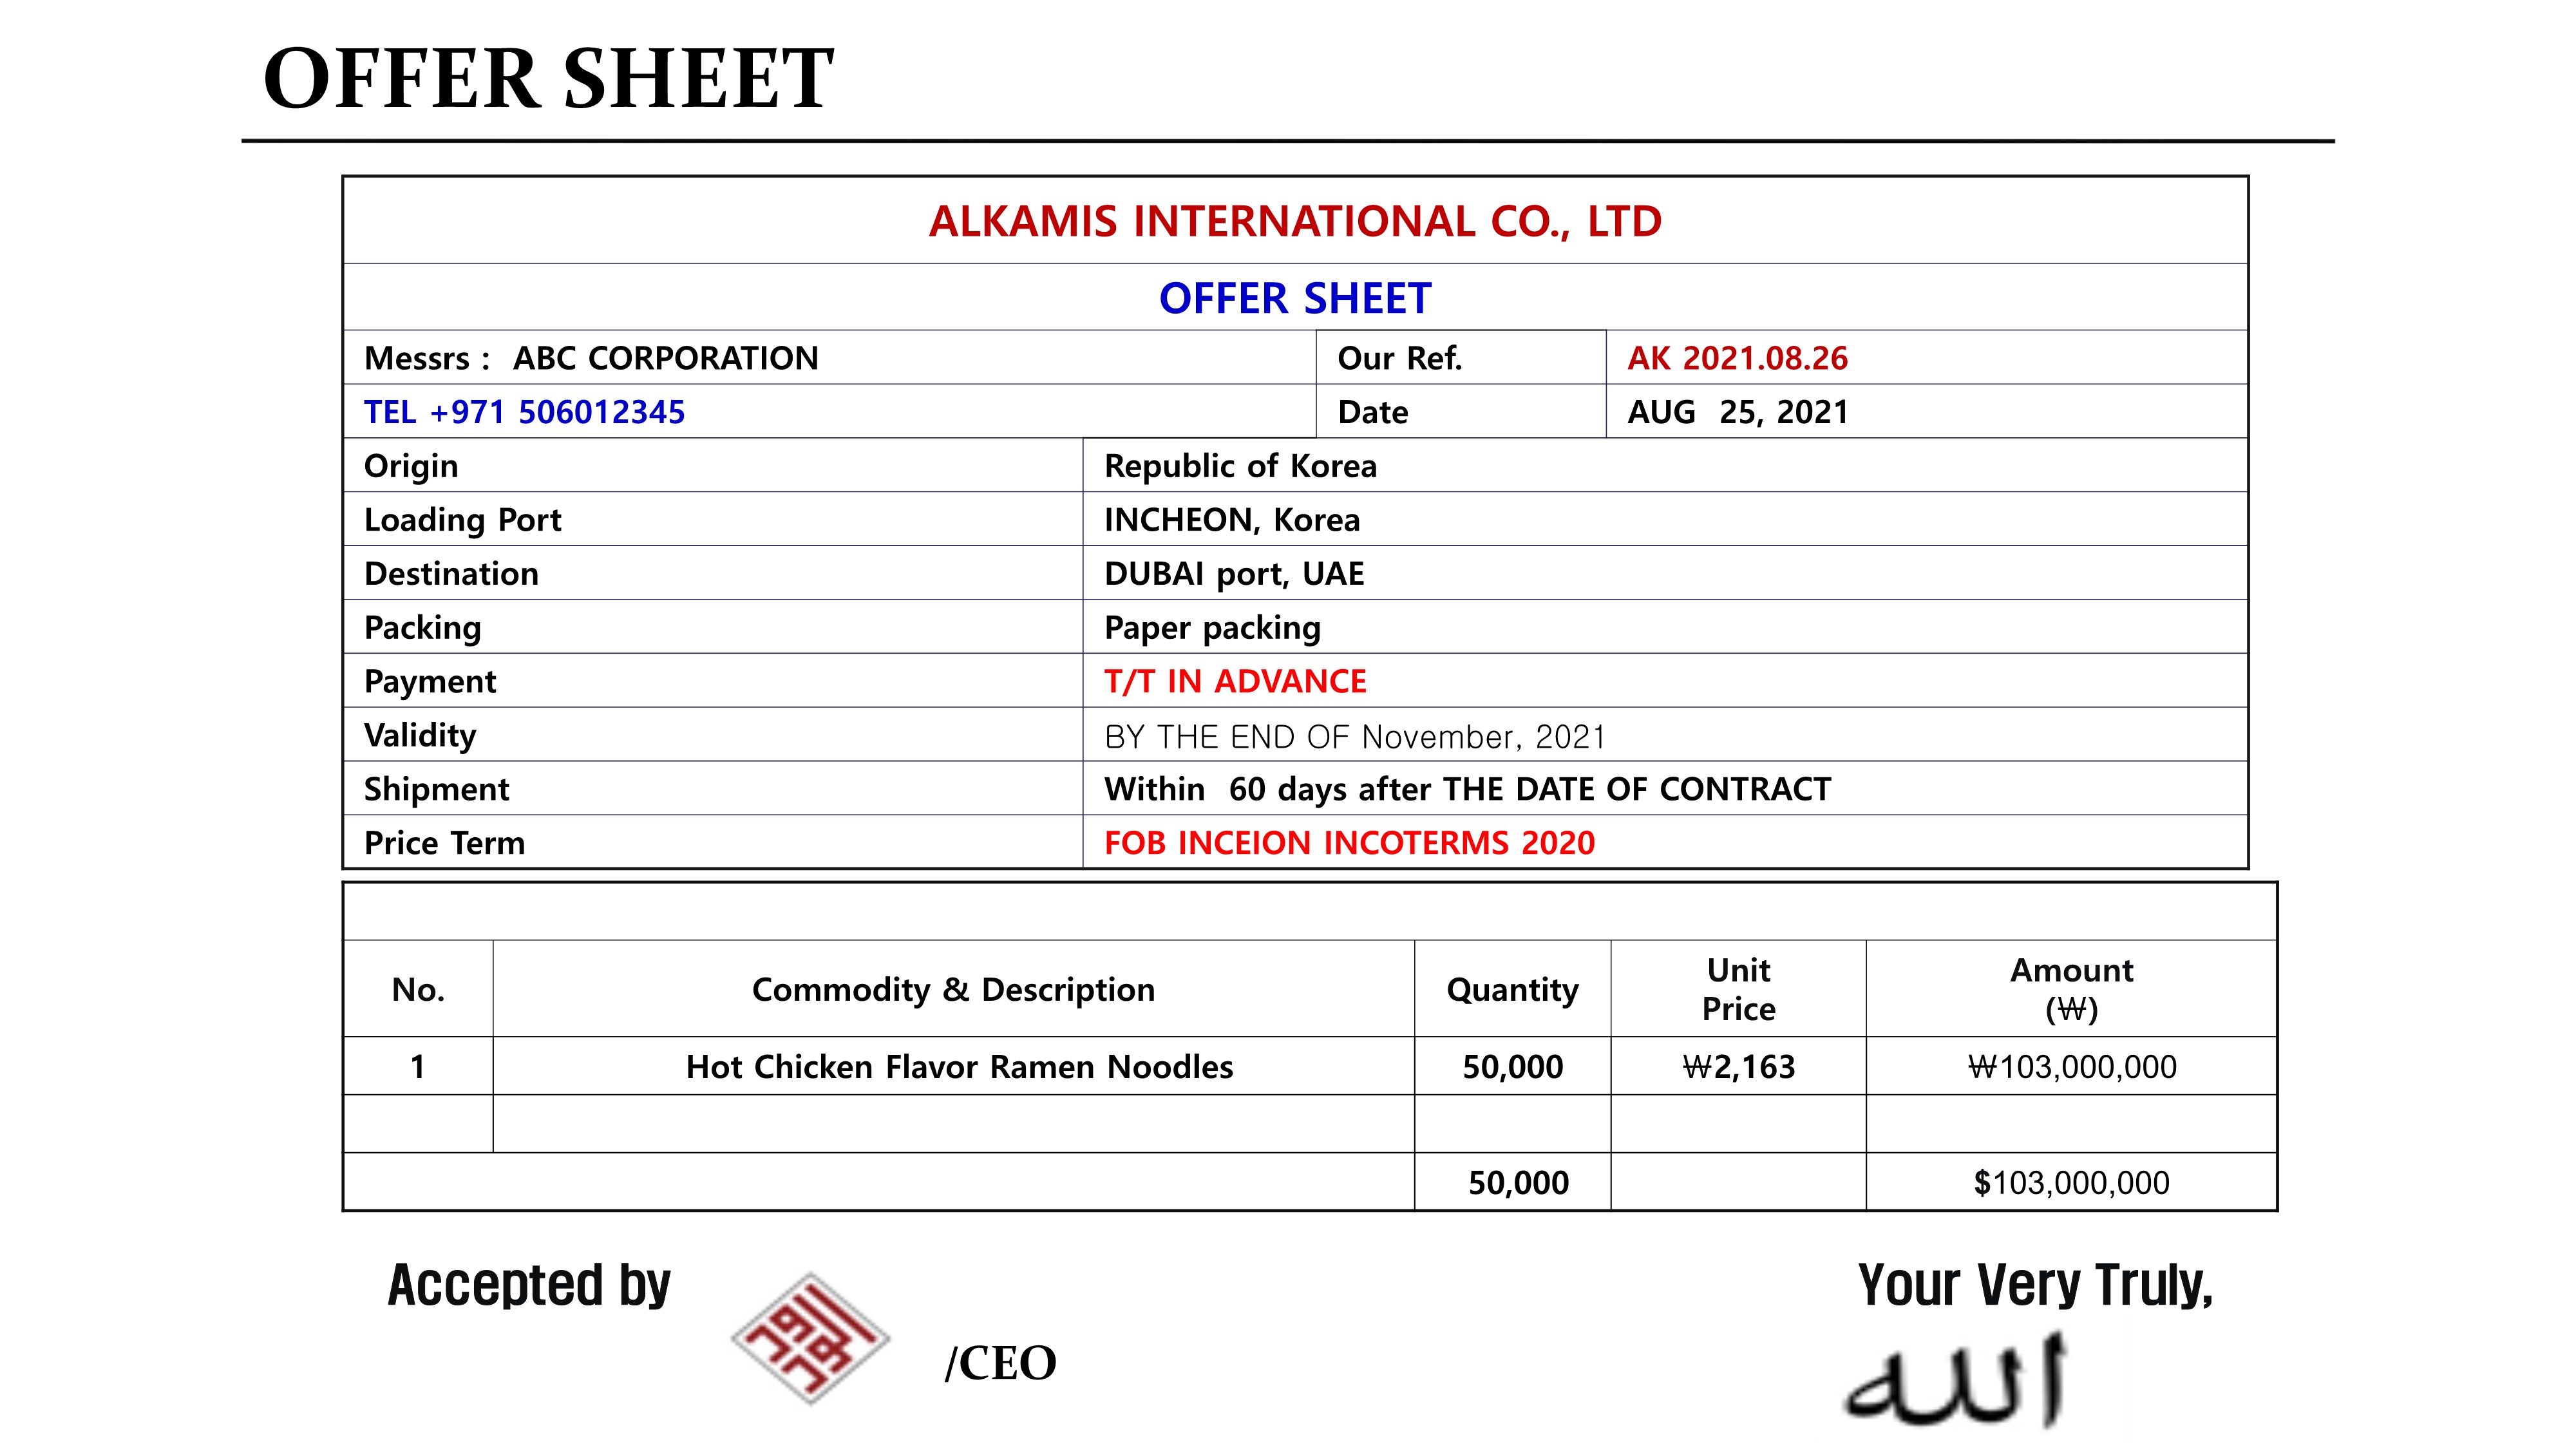 OFFER SHEET
ALKAMIS INTERNATIONAL CO., LTD
OFFER SHEET
Messrs : ABC CORPORATION Our Ref. AK 2021.08.26
TEL +971 506012345 Date AUG 25, 2021
Origin Republic of Korea
Loading Port INCHEON, Korea
Destination DUBAI port, UAE
Packing Paper packing
Payment T/T IN ADVANCE
Validity BY THE END OF November, 2021
Shipment Within 60 days after THE DATE OF CONTRACT
Price Term FOB INCEION INCOTERMS 2020
No. Commodity & Description Quantity Unit Price Amount (₩)
1 Hot Chicken Flavor Ramen Noodles 50,000 ₩2,163 ₩103,000,000
50,000 $103,000,000
Accepted by
/CEO
Your Very Truly,
الله